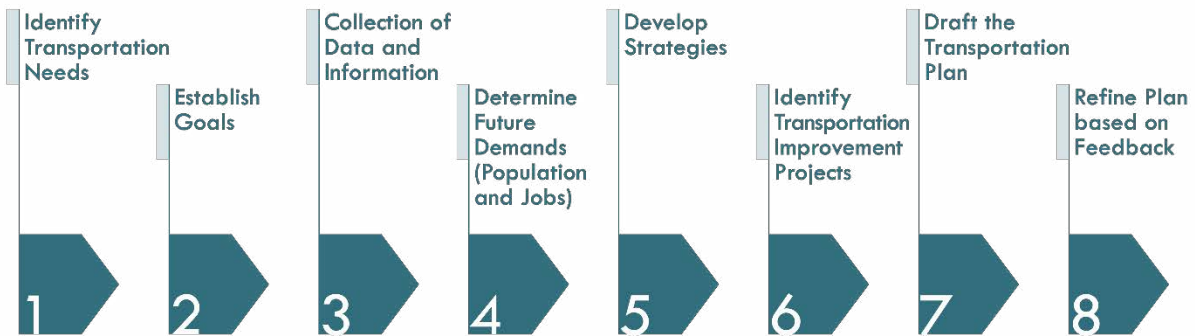 Identify
Transportation
Needs
Establish
Goals
Collection of
Data and
Information
Determine
Future
Demands
(Population
and Jobs)
Develop
Strategies
Identify
Transportation
Improvement
Projects
Draft the
Transportation
Plan
Refine Plan
based on
Feedback
1
2
3
4
5
6
7
8